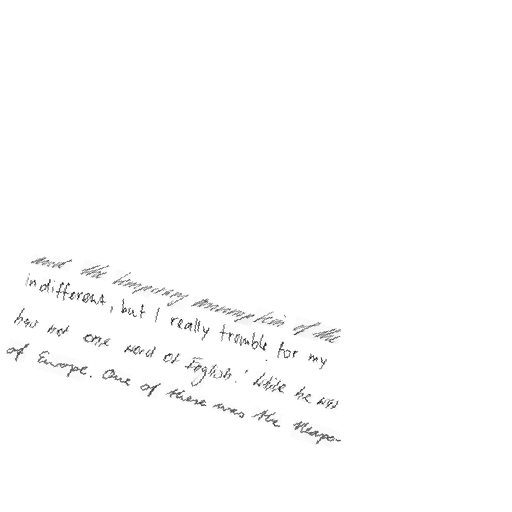 and the temporary assumption of the
indifferent, but I really tremble for my
has not one word of English.' While he was
of Europe. One of these was the Neapo-